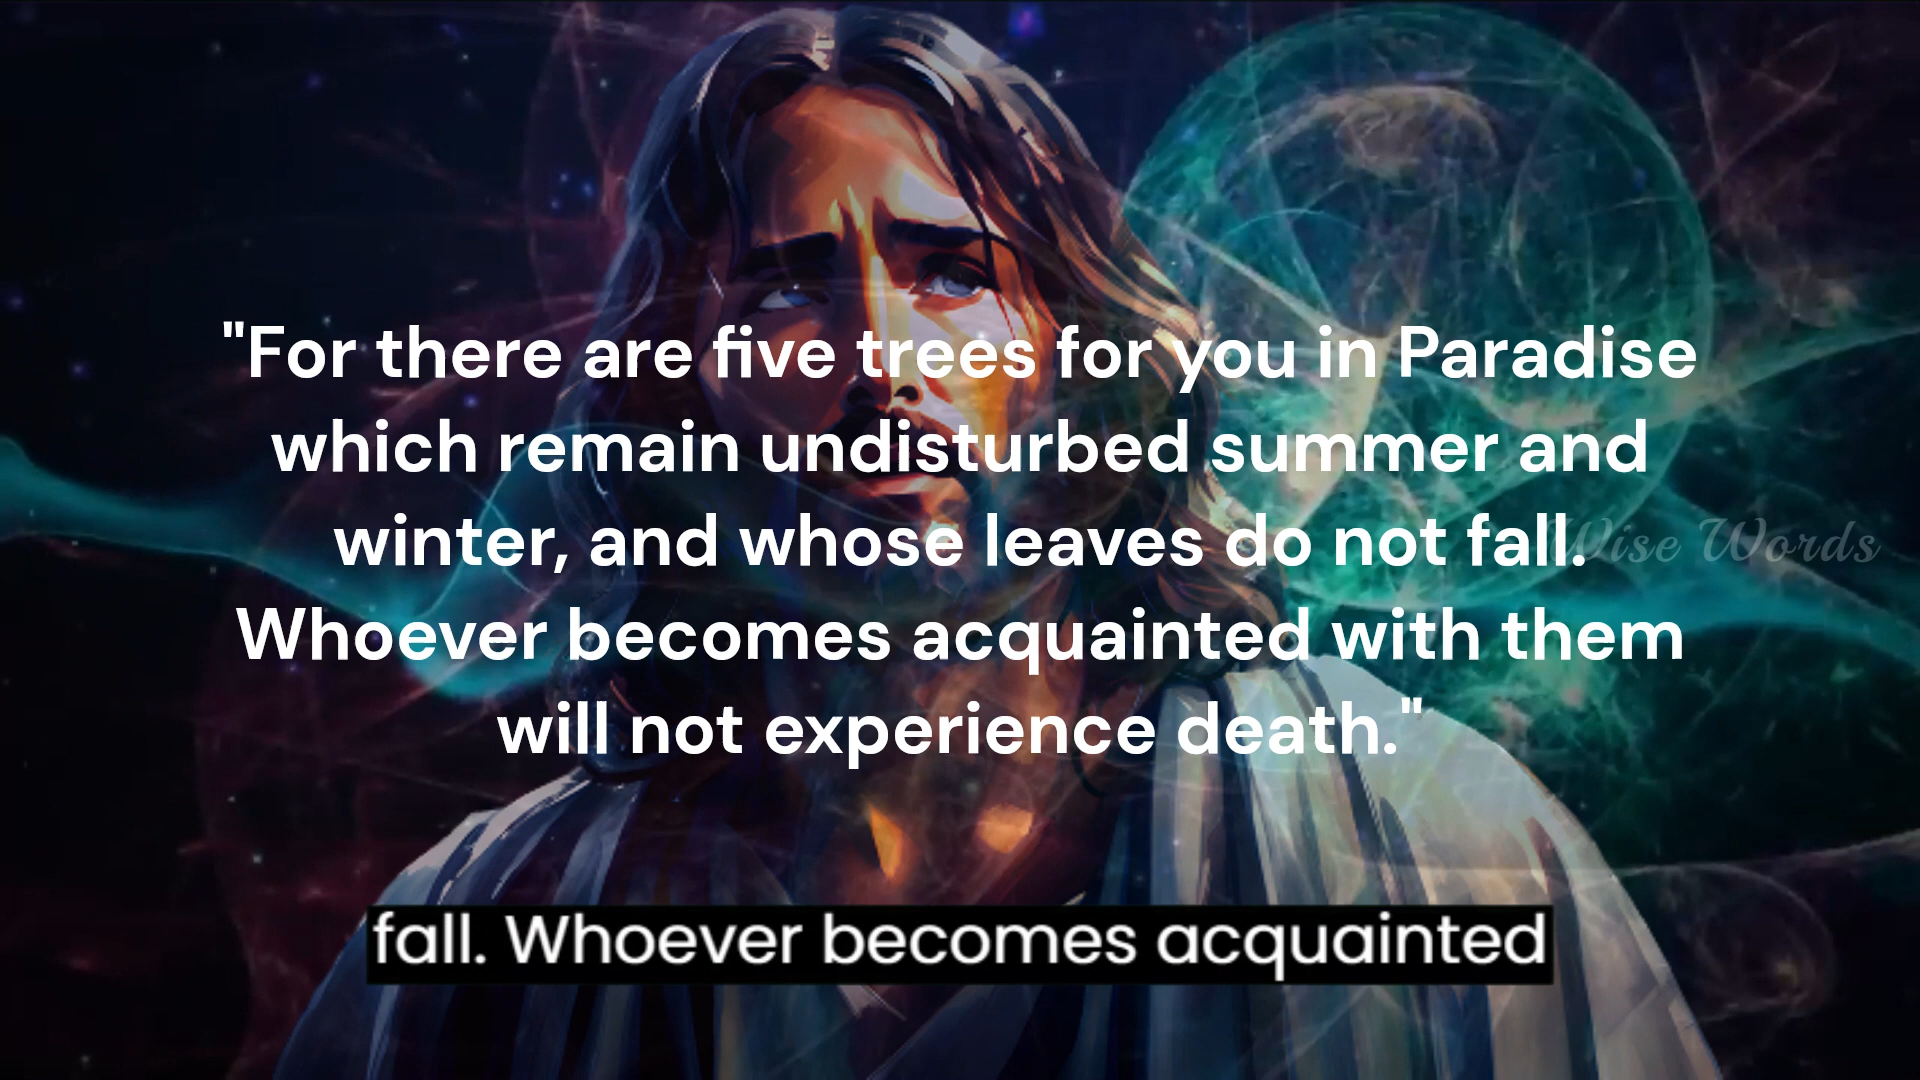 "For there are five trees for you in Paradise
which remain undisturbed summer and
winter, and whose leaves do not fall.
Wise Words
Whoever becomes acquainted with them
will not experience death."
fall. Whoever becomes acquainted